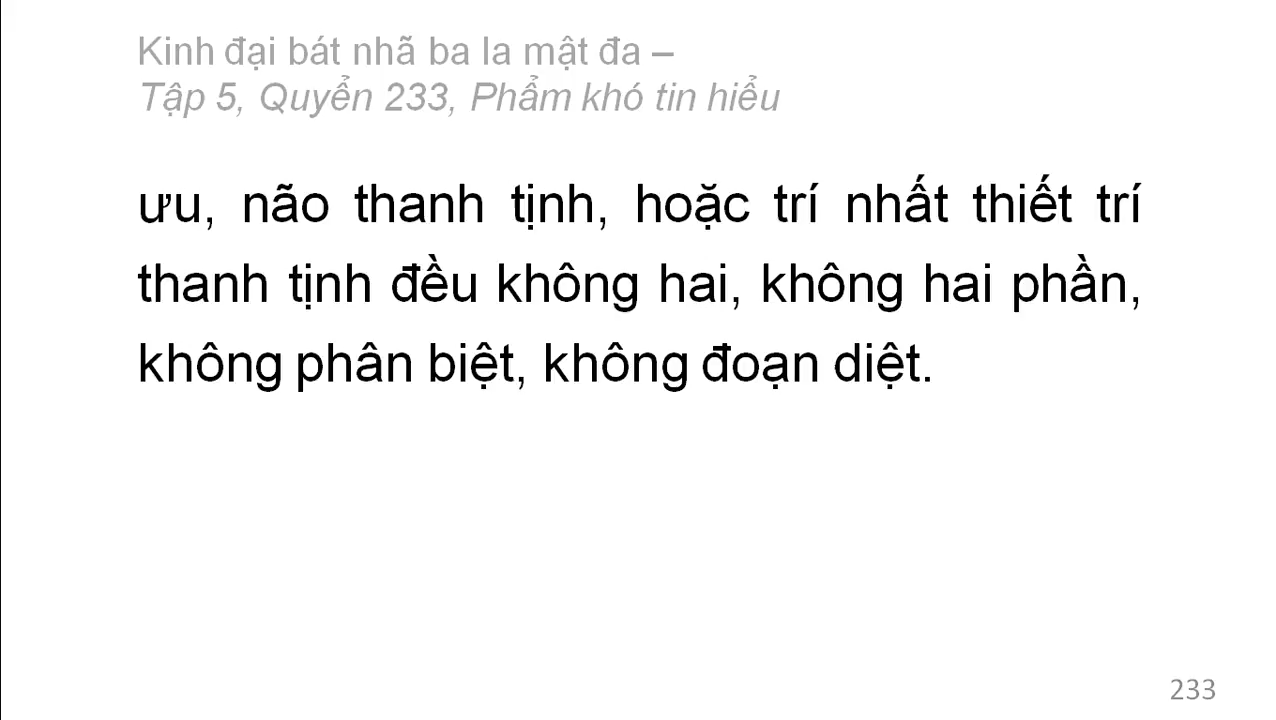 Kinh đại bát nhã ba la mật đa –
Tập 5, Quyển 233, Phẩm khó tin hiểu
ưu, não thanh tịnh, hoặc trí nhất thiết trí
thanh tịnh đều không hai, không hai phần,
không phân biệt, không đoạn diệt.
233